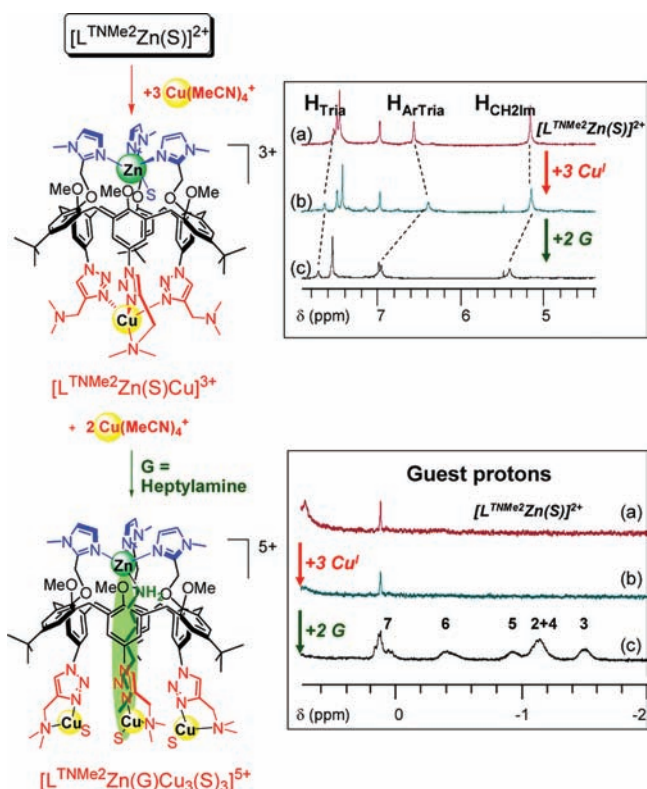 [L^TNMe2Zn(S)]^2+
+3 Cu(MeCN)4^+
3+
N
N
N
N
N
N
Zn
S
MeO
MeO
O
O
O
OMe
N
N
N
N
N
N
N
N
N
N
Cu
N
N
[L^TNMe2Zn(S)Cu]^3+
+ 2 Cu(MeCN)4^+
G =
Heptylamine
5+
N
N
N
N
N
N
Zn
NH2
O
OMe
MeO
O
O
OMe
N
N
N
N
N
N
N
N
N
Cu
S
N
Cu
S
N
S
Cu
N
[L^TNMe2Zn(G)Cu3(S)3]^5+
H_Tria
H_ArTria
H_CH2Im
(a)
[L^TNMe2Zn(S)]^2+
+3 Cu^I
(b)
+2 G
(c)
7
6
5
δ (ppm)
Guest protons
[L^TNMe2Zn(S)]^2+
(a)
+3 Cu^I
(b)
+2 G
7
6
5
2+4
3
(c)
δ (ppm)
0
-1
-2